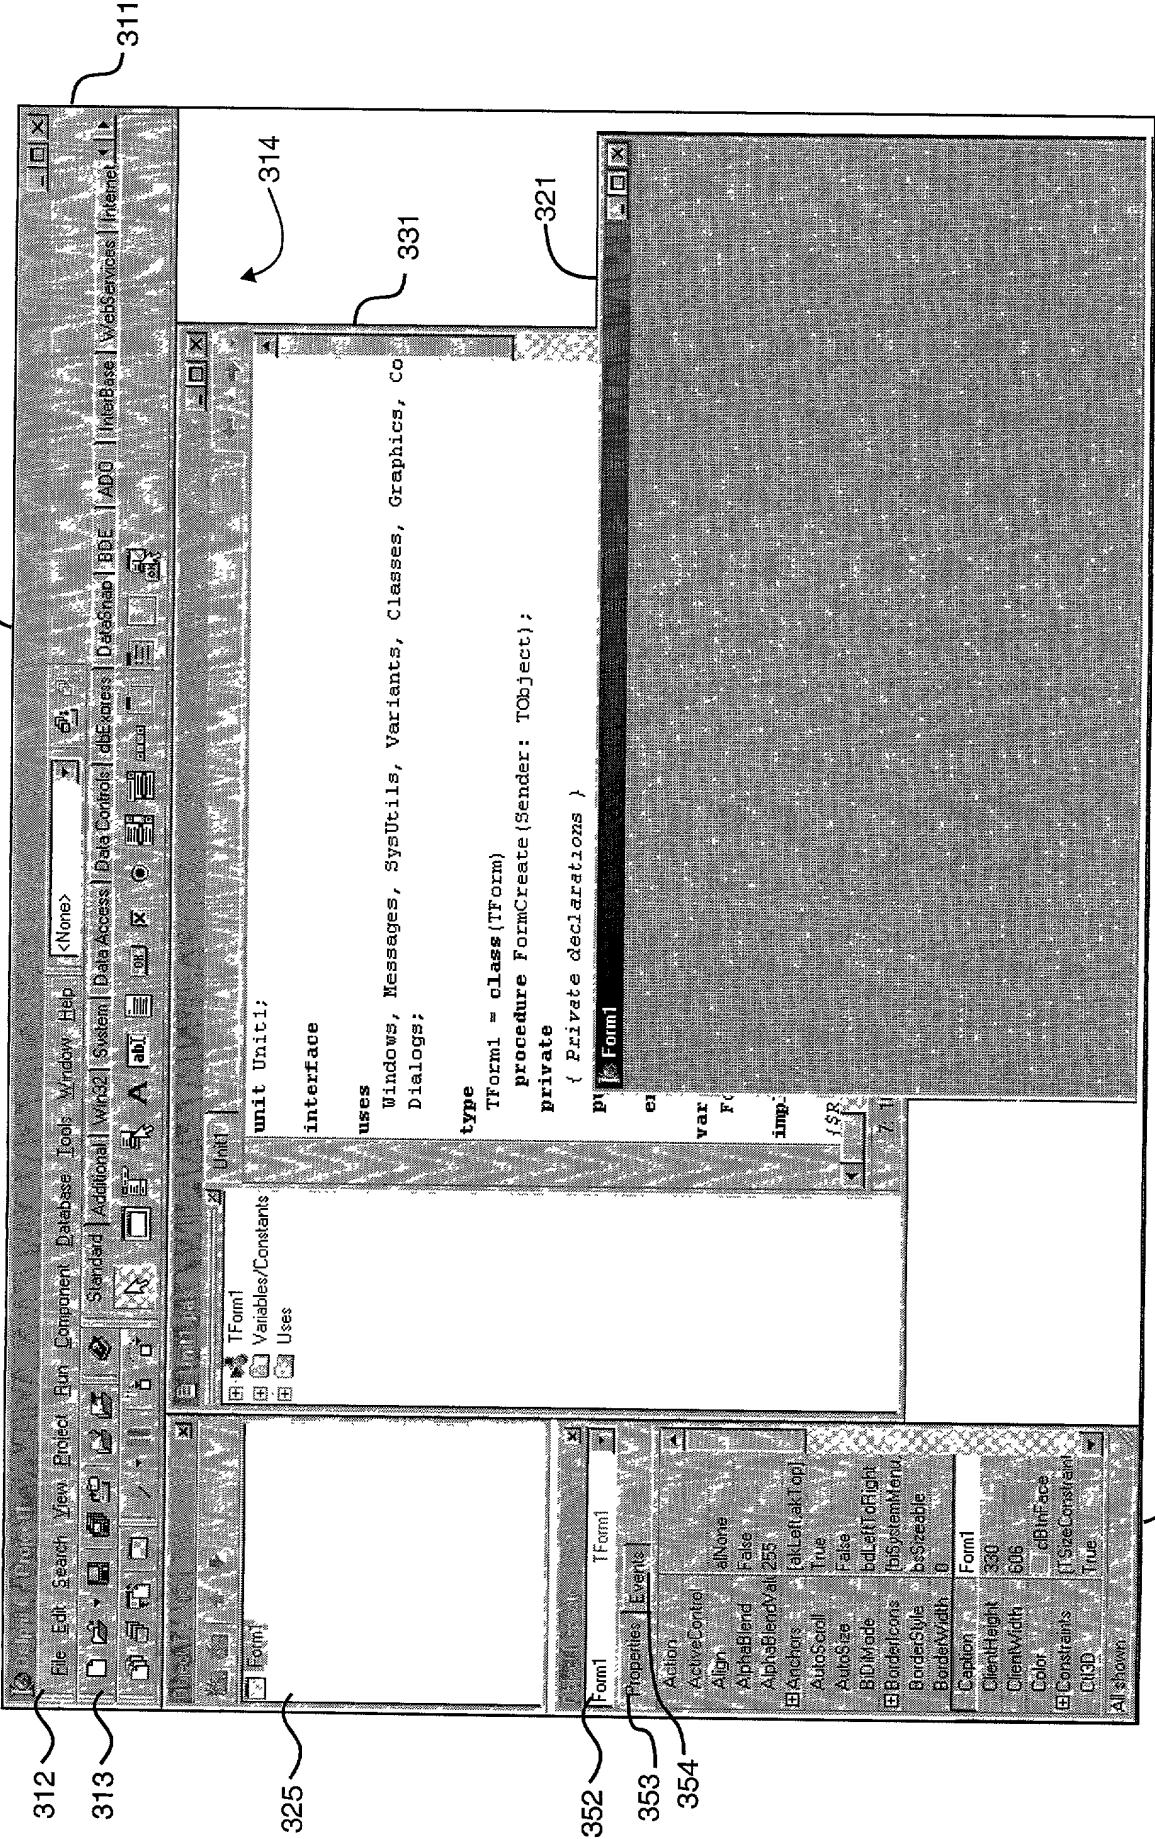 311
312
313
314
331
321
325
352
353
354
File Edit Search View Project Run Component Database Tools Window Help
<None>
Standard Additional Win32 System Data Access Data Controls dbExpress DataSnap BDE ADO InterBase WebServices Internet
Form1
TForm1
Variables/Constants
Uses
Unit1
unit Unit1;
interface
uses
Windows, Messages, SysUtils, Variants, Classes, Graphics, Co
Dialogs;
type
TForm1 = class(TForm)
procedure FormCreate(Sender: TObject);
private
{ Private declarations }
var
imp
{$R
Form1
Form1 TForm1
Properties Events
Action
ActiveControl
Align alNone
AlphaBlend False
AlphaBlendVal 255
Anchors [akLeft,akTop]
AutoScroll True
AutoSize False
BiDiMode bdLeftToRight
BorderIcons [biSystemMenu,
BorderStyle bsSizeable
BorderWidth 0
Caption Form1
ClientHeight 330
ClientWidth 606
Color clBtnFace
Constraints (TSizeConstraint
Ctl3D True
All shown